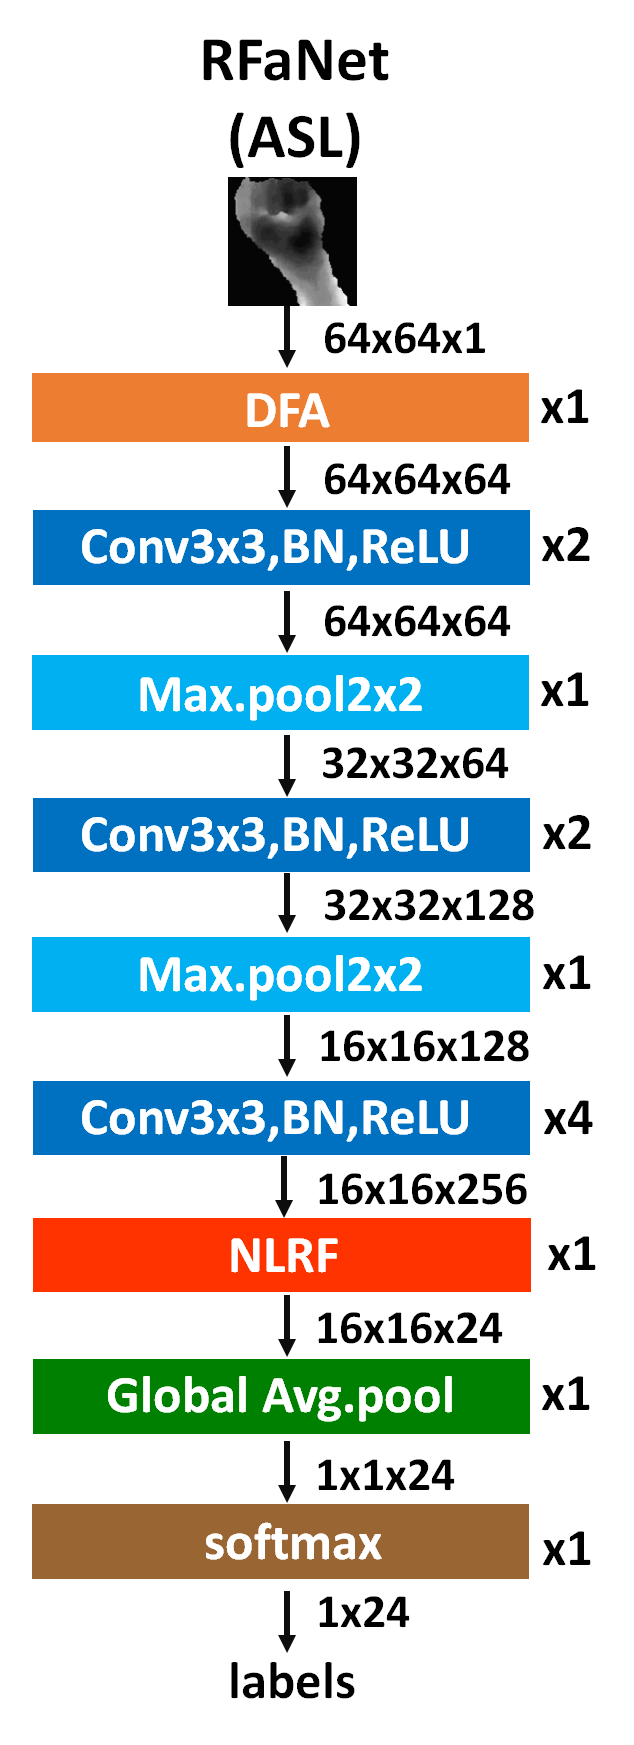 RFaNet
(ASL)
64x64x1
DFA x1
64x64x64
Conv3x3,BN,ReLU x2
64x64x64
Max.pool2x2 x1
32x32x64
Conv3x3,BN,ReLU x2
32x32x128
Max.pool2x2 x1
16x16x128
Conv3x3,BN,ReLU x4
16x16x256
NLRF x1
16x16x24
Global Avg.pool x1
1x1x24
softmax x1
1x24
labels